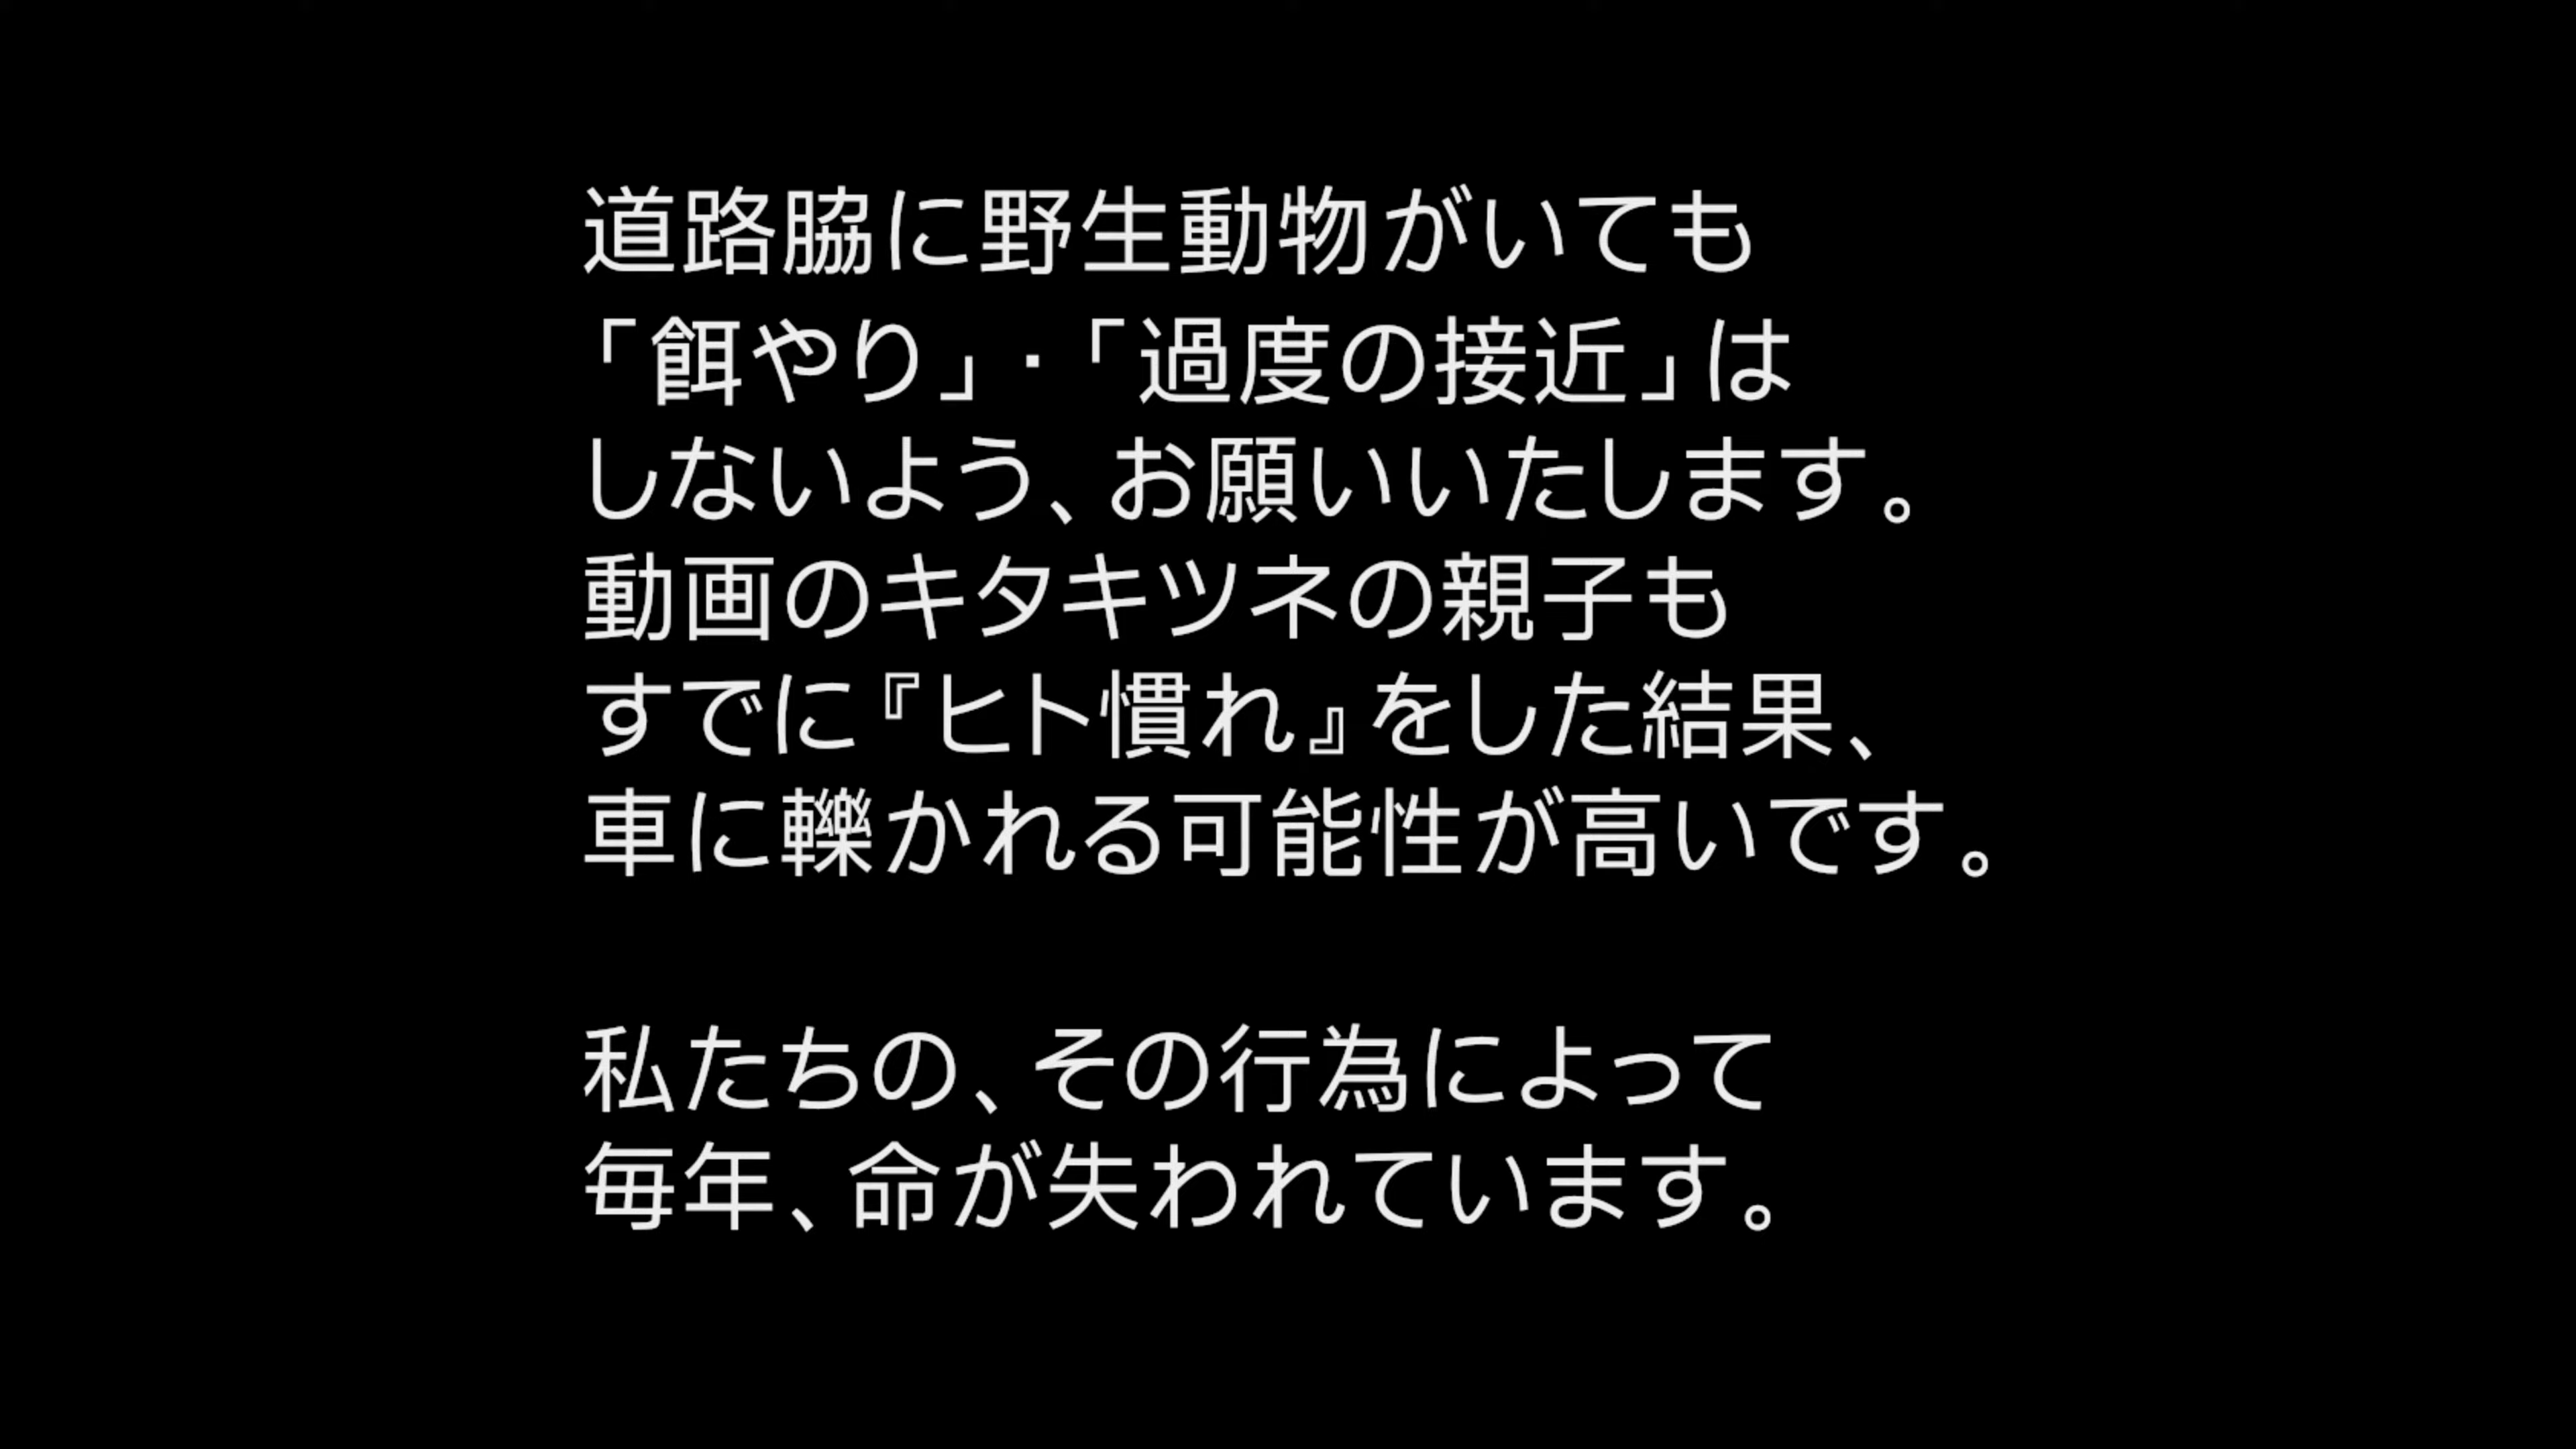 道路脇に野生動物がいても
「餌やり」・「過度の接近」は
しないよう、お願いいたします。
動画のキタキツネの親子も
すでに『ヒト慣れ』をした結果、
車に轢かれる可能性が高いです。
私たちの、その行為によって
毎年、命が失われています。